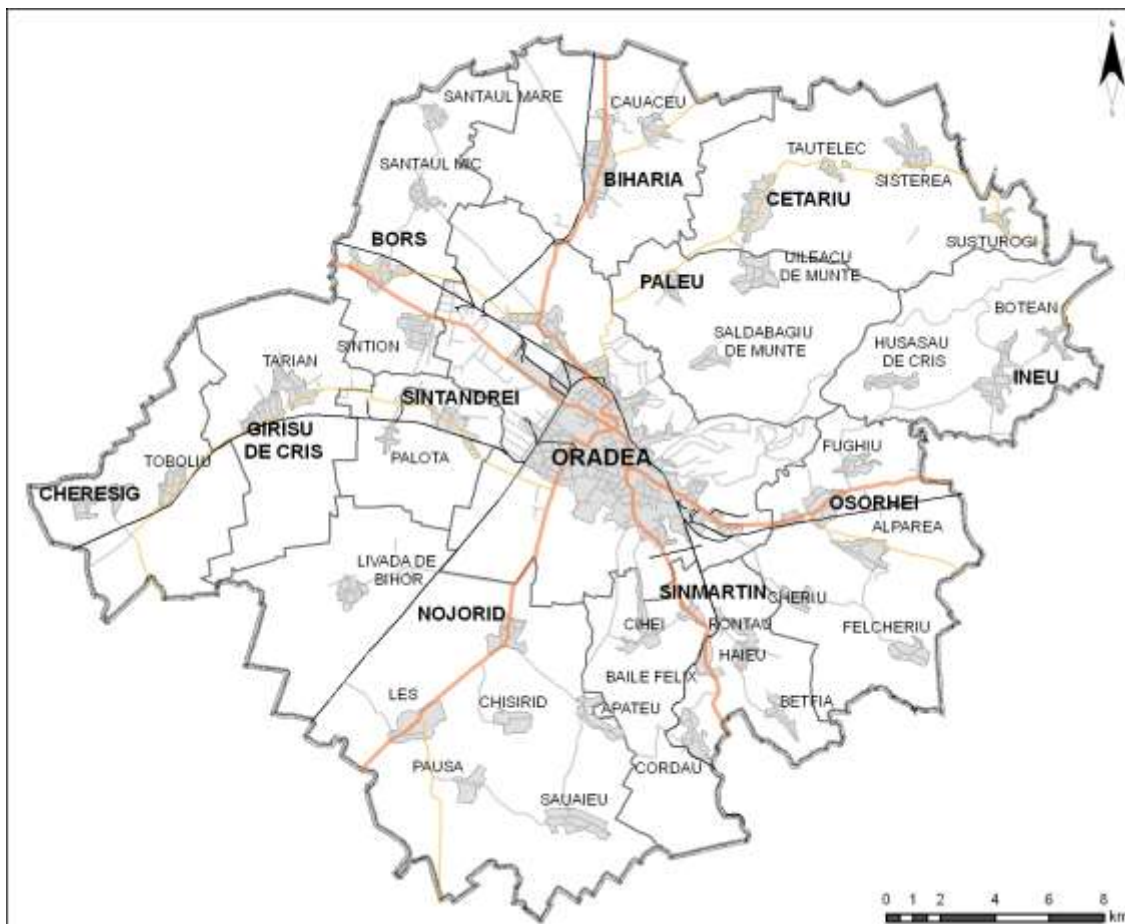 N
SANTAUL MARE
CAUACEU
SANTAUL MIC
TAUTELEC
BIHARIA
SISTEREA
CETARIU
BORS
SUSTUROGI
UILEACU
DE MUNTE
PALEU
BOTEAN
SINTION
SALDABAGIU
DE MUNTE
HUSASAU
DE CRIS
TARIAN
INEU
SINTANDREI
GIRISU
DE CRIS
PALOTA
ORADEA
FUGHIU
TOBOLIU
CHERESIG
OSORHEI
ALPAREA
LIVADA DE
BIHOR
SINMARTIN
CHERIU
NOJORID
CIHEI
RONTAU
FELCHERIU
HAIEU
BAILE FELIX
LES
CHISIRID
APATEU
BETFIA
PAUSA
CORDAU
SAUAIEU
0 1 2 4 6 8
km